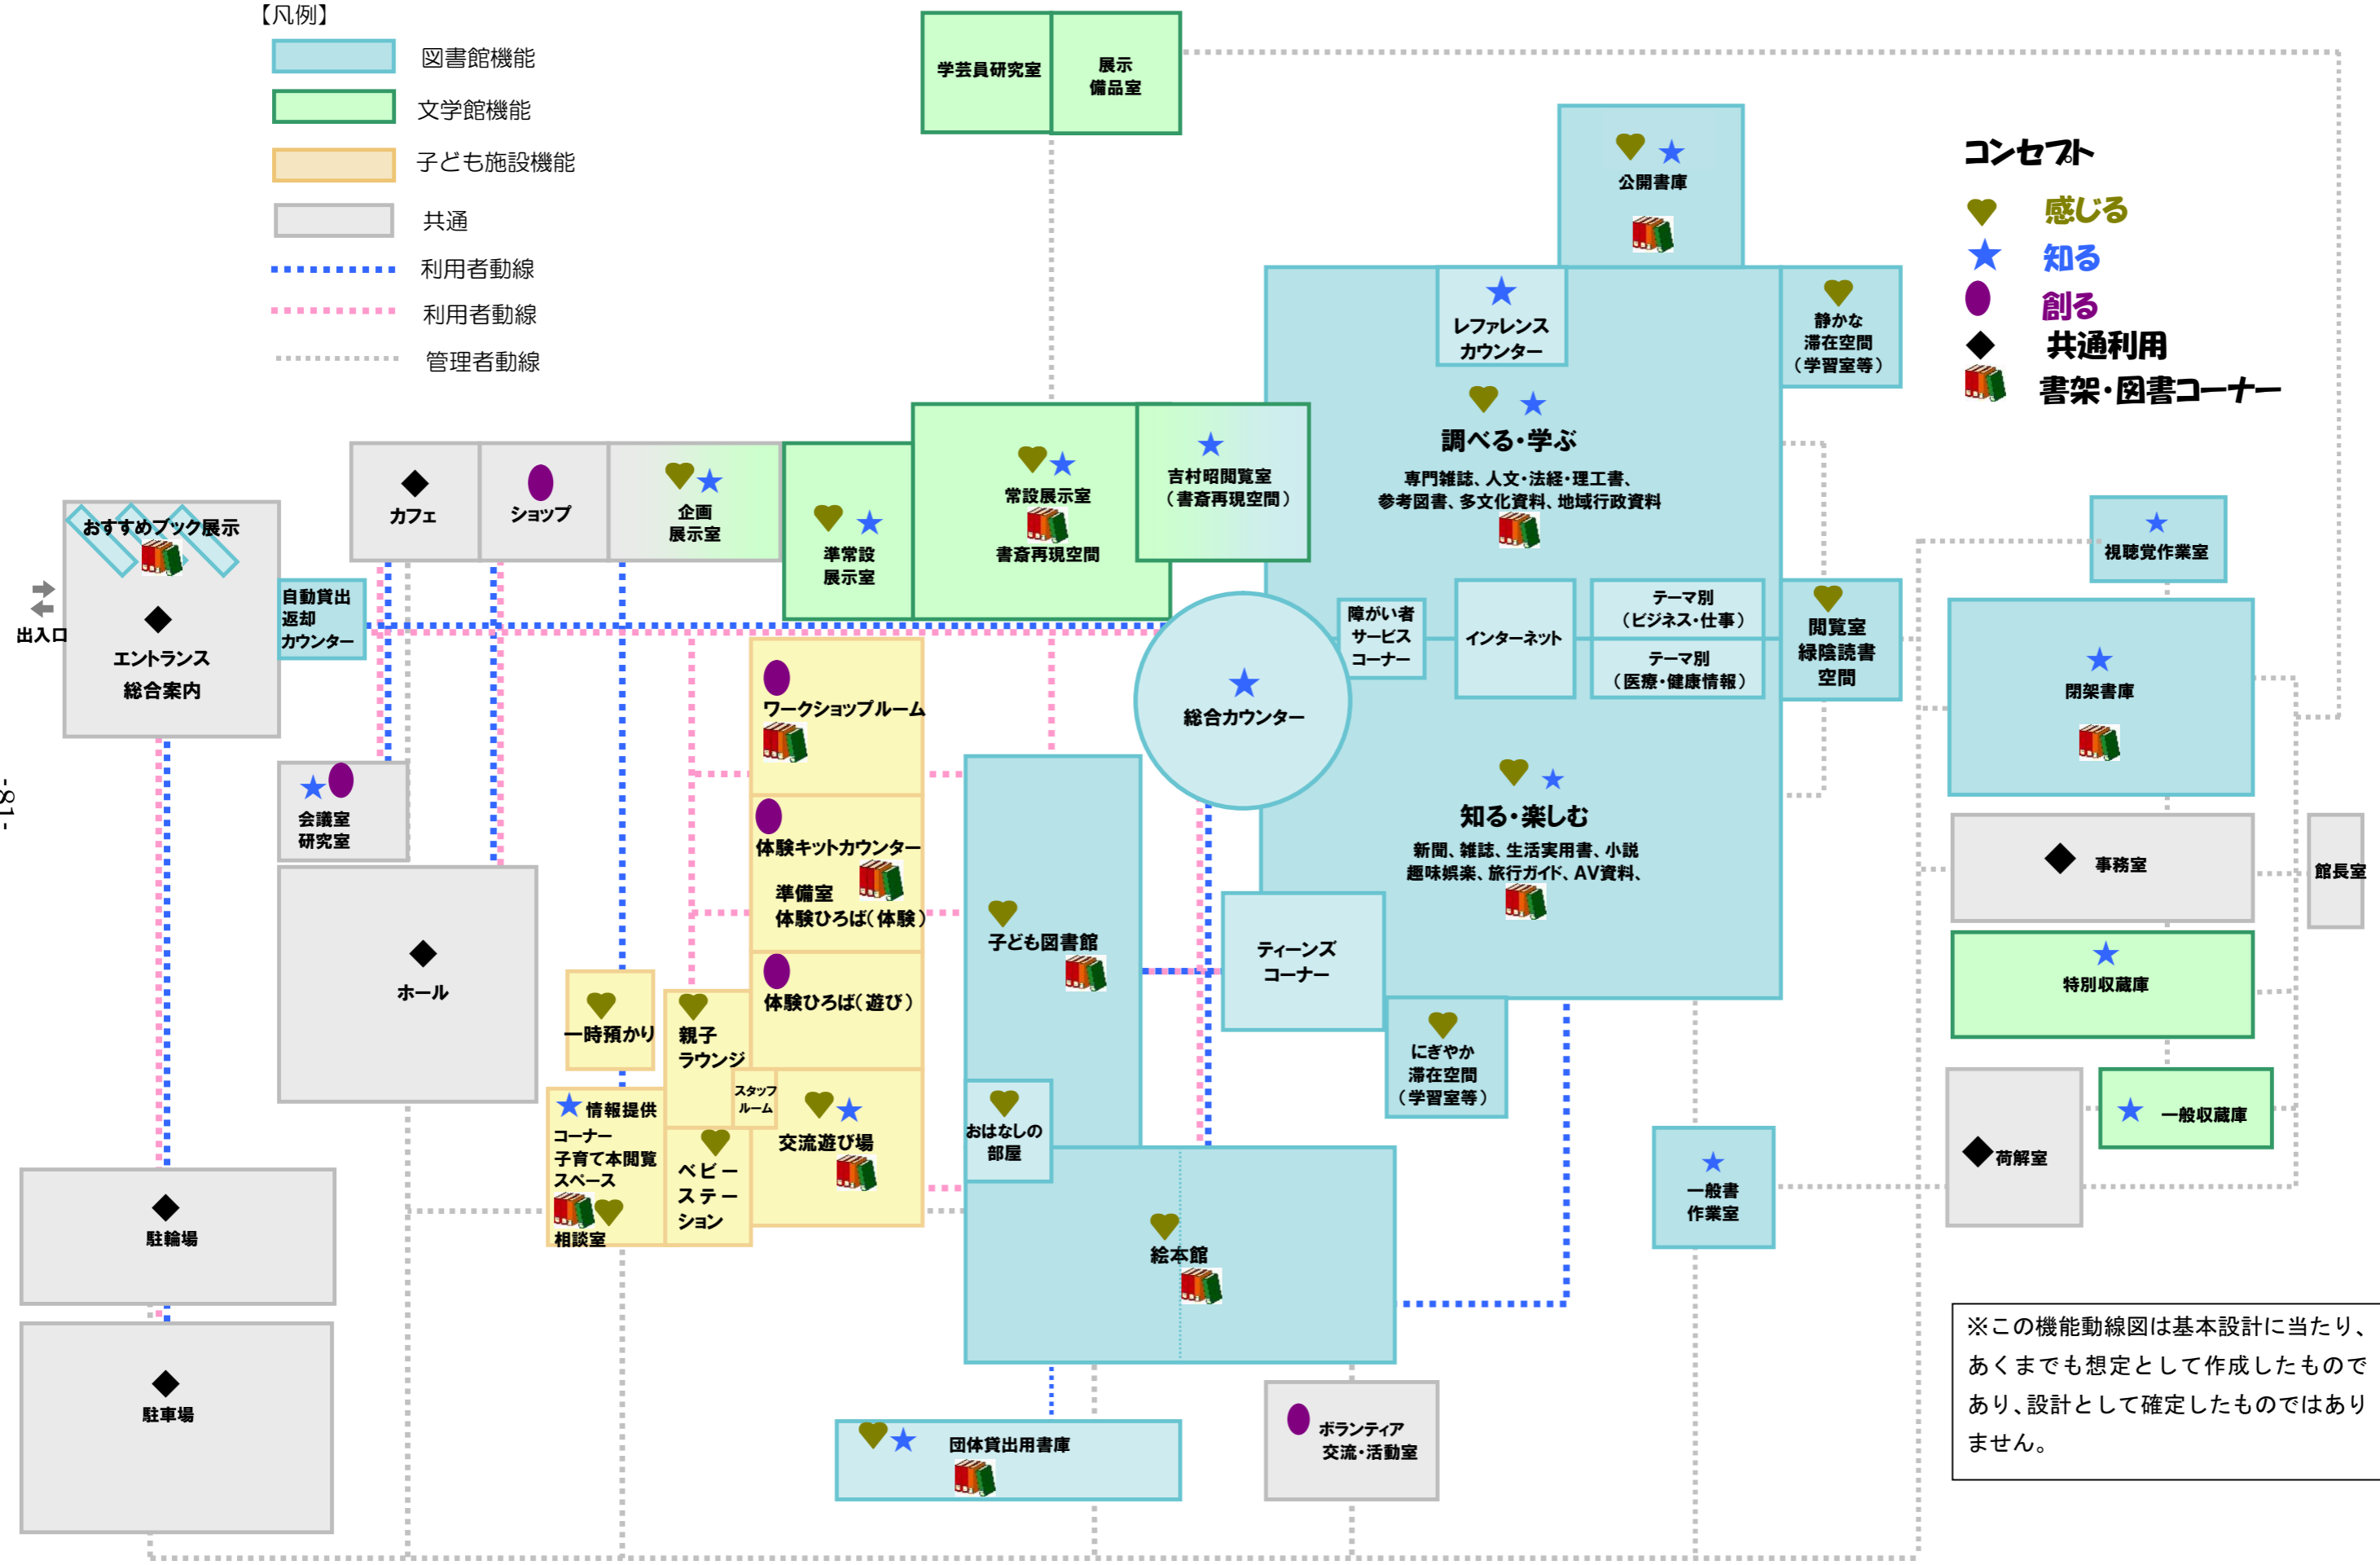 【凡例】
図書館機能
文学館機能
子ども施設機能
共通
利用者動線
利用者動線
管理者動線
コンセプト
感じる
知る
創る
共通利用
書架・図書コーナー
学芸員研究室
展示
備品室
公開書庫
レファレンス
カウンター
静かな
滞在空間
（学習室等）
調べる・学ぶ
専門雑誌、人文・法経・理工書、
参考図書、多文化資料、地域行政資料
吉村昭閲覧室
（書斎再現空間）
常設展示室
書斎再現空間
準常設
展示室
企画
展示室
ショップ
カフェ
おすすめブック展示
エントランス
総合案内
出入口
自動貸出
返却
カウンター
障がい者
サービス
コーナー
インターネット
テーマ別
（ビジネス・仕事）
テーマ別
（医療・健康情報）
閲覧室
緑陰読書
空間
視聴覚作業室
閉架書庫
総合カウンター
ワークショップルーム
体験キットカウンター
準備室
体験ひろば（体験）
体験ひろば（遊び）
会議室
研究室
ホール
知る・楽しむ
新聞、雑誌、生活実用書、小説
趣味娯楽、旅行ガイド、AV資料、
事務室
館長室
特別収蔵庫
一般収蔵庫
荷解室
子ども図書館
ティーンズ
コーナー
にぎやか
滞在空間
（学習室等）
一時預かり
親子
ラウンジ
スタッフ
ルーム
情報提供
コーナー
子育て本閲覧
スペース
相談室
ベビー
ステー
ション
交流遊び場
おはなしの
部屋
絵本館
一般書
作業室
駐輪場
駐車場
団体貸出用書庫
ボランティア
交流・活動室
※この機能動線図は基本設計に当たり、
あくまでも想定として作成したもので
あり、設計として確定したものではあり
ません。
-81-